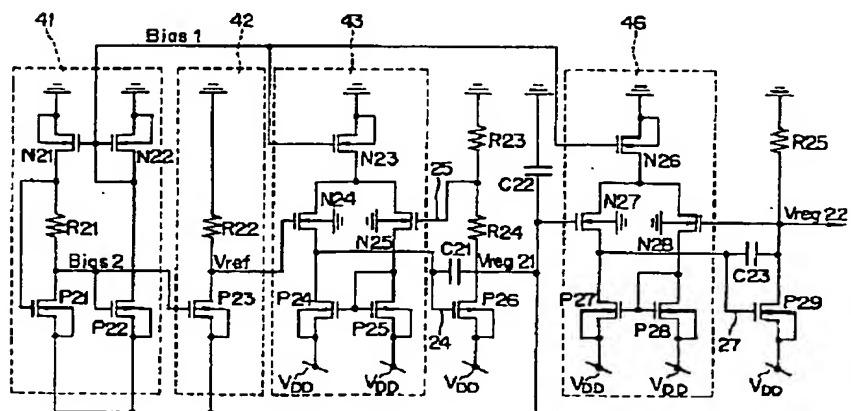 41
Bias 1
42
43
46
N21
N22
N23
R23
C22
N26
R25
25
N24
N27
R21
R22
N25
R24
N28
Vreg 22
Bias 2
Vref
C21
Vreg 21
C23
P21
P22
P23
P24
P25
P26
P27
P28
P29
24
27
VDD
VDD
VDD
VDD
VDD
VDD